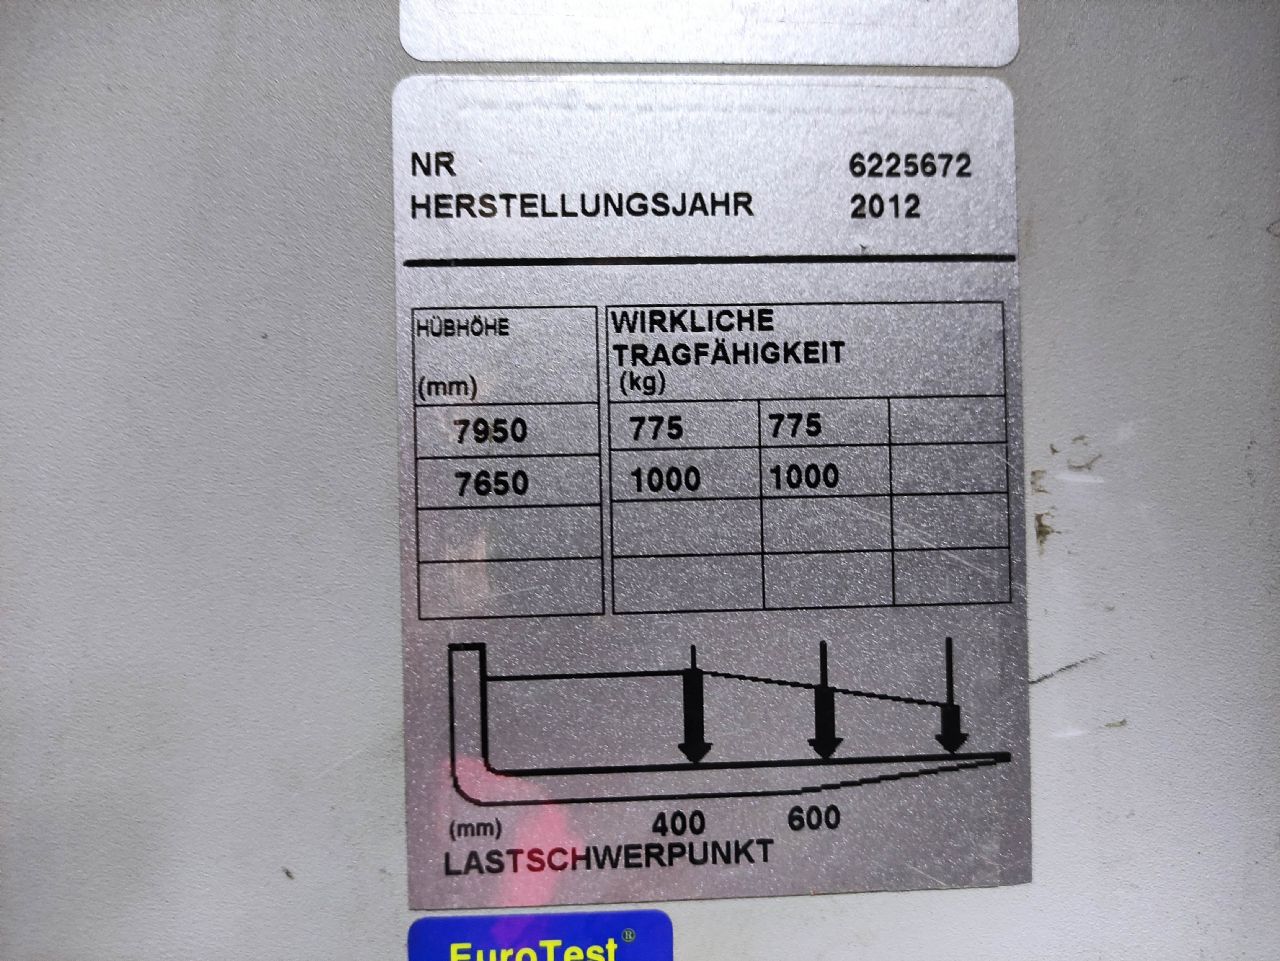 NR 6225672
HERSTELLUNGSJAHR 2012
HÜBHÖHE
(mm)
WIRKLICHE
TRAGFÄHIGKEIT
(kg)
7950 775 775
7650 1000 1000
(mm) 400 600
LASTSCHWERPUNKT
EuroTest®